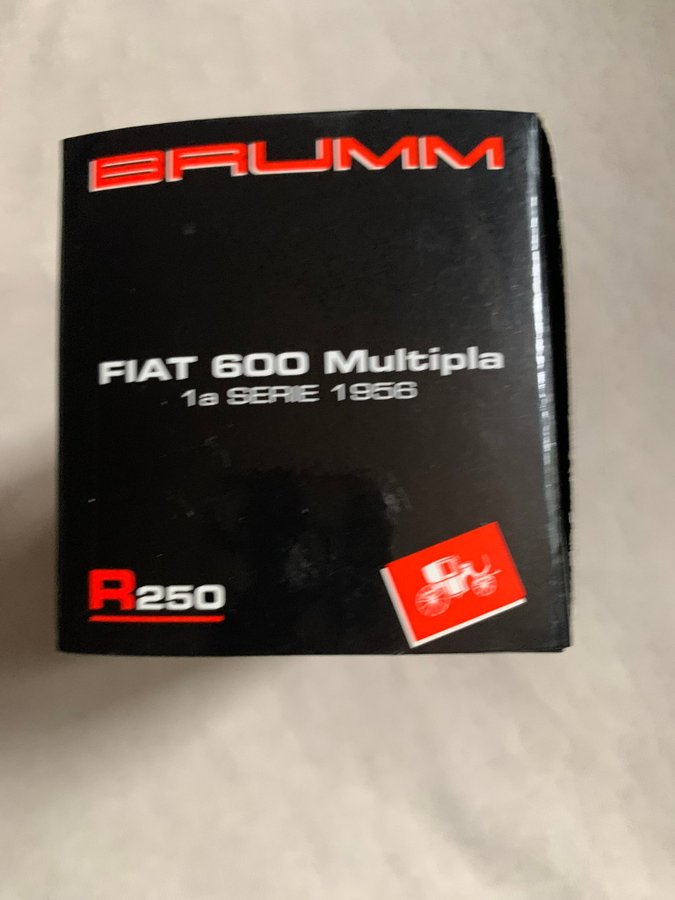 BRUMM
FIAT 600 Multipla
1a SERIE 1956
R250